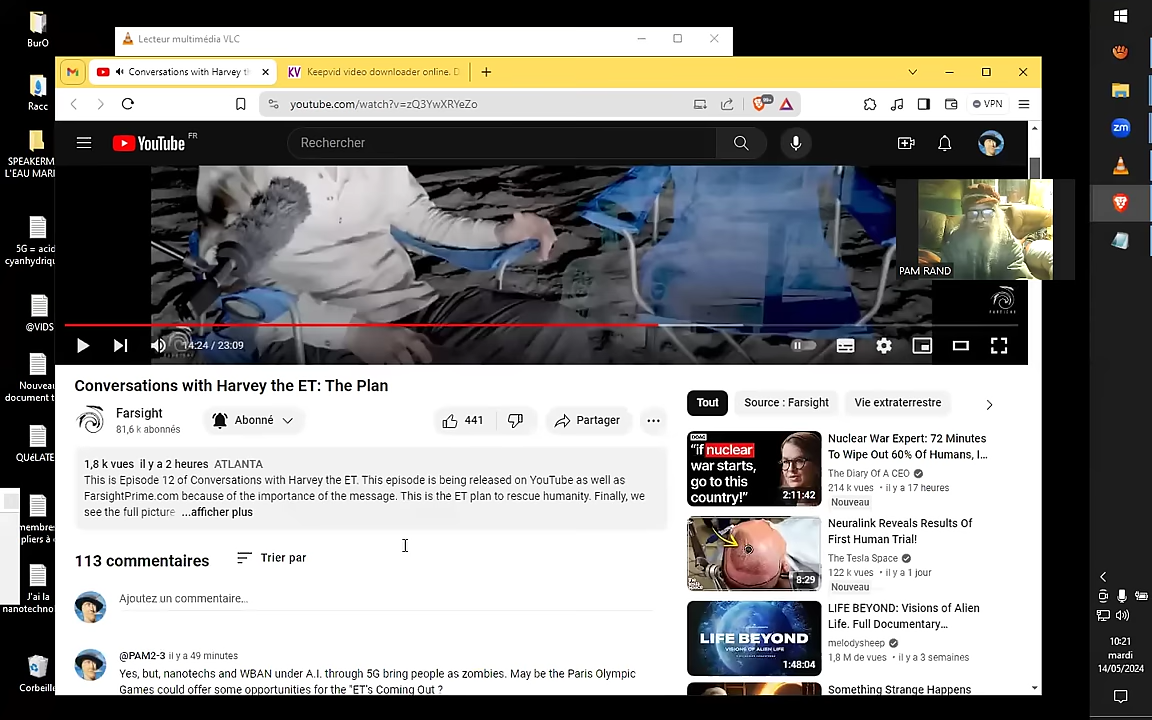 BurO
Racc
SPEAKERM
L'EAU MARI
5G = acid
cyanhydriqu
@VIDS
Nouveau
document t
QUéLATE
membres
pliers à
J'ai la
nanotechno
Corbeille
Lecteur multimédia VLC
Conversations with Harvey t
KV Keepvid video downloader online. D
youtube.com/watch?v=zQ3YwXRYeZo
99+
VPN
YouTube FR
Rechercher
PAM RAND
FARSIGHT
14:24 / 23:09
Conversations with Harvey the ET: The Plan
Farsight
81,6 k abonnés
Abonné
441
Partager
1,8 k vues il y a 2 heures ATLANTA
This is Episode 12 of Conversations with Harvey the ET. This episode is being released on YouTube as well as
FarsightPrime.com because of the importance of the message. This is the ET plan to rescue humanity. Finally, we
see the full picture ...afficher plus
113 commentaires
Trier par
Ajoutez un commentaire...
@PAM2-3 il y a 49 minutes
Yes, but, nanotechs and WBAN under A.I. through 5G bring people as zombies. May be the Paris Olympic
Games could offer some opportunities for the "ET's Coming Out ?
Tout
Source : Farsight
Vie extraterrestre
DOAC
"if nuclear
war starts,
go to this
country!"
2:11:42
Nuclear War Expert: 72 Minutes
To Wipe Out 60% Of Humans, I...
The Diary Of A CEO
214 k vues • il y a 17 heures
Nouveau
8:29
Neuralink Reveals Results Of
First Human Trial!
The Tesla Space
122 k vues • il y a 1 jour
Nouveau
LIFE BEYOND
VISIONS OF ALIEN LIFE
1:48:04
LIFE BEYOND: Visions of Alien
Life. Full Documentary...
melodysheep
1,8 M de vues • il y a 3 semaines
Something Strange Happens
zm
10:21
mardi
14/05/2024